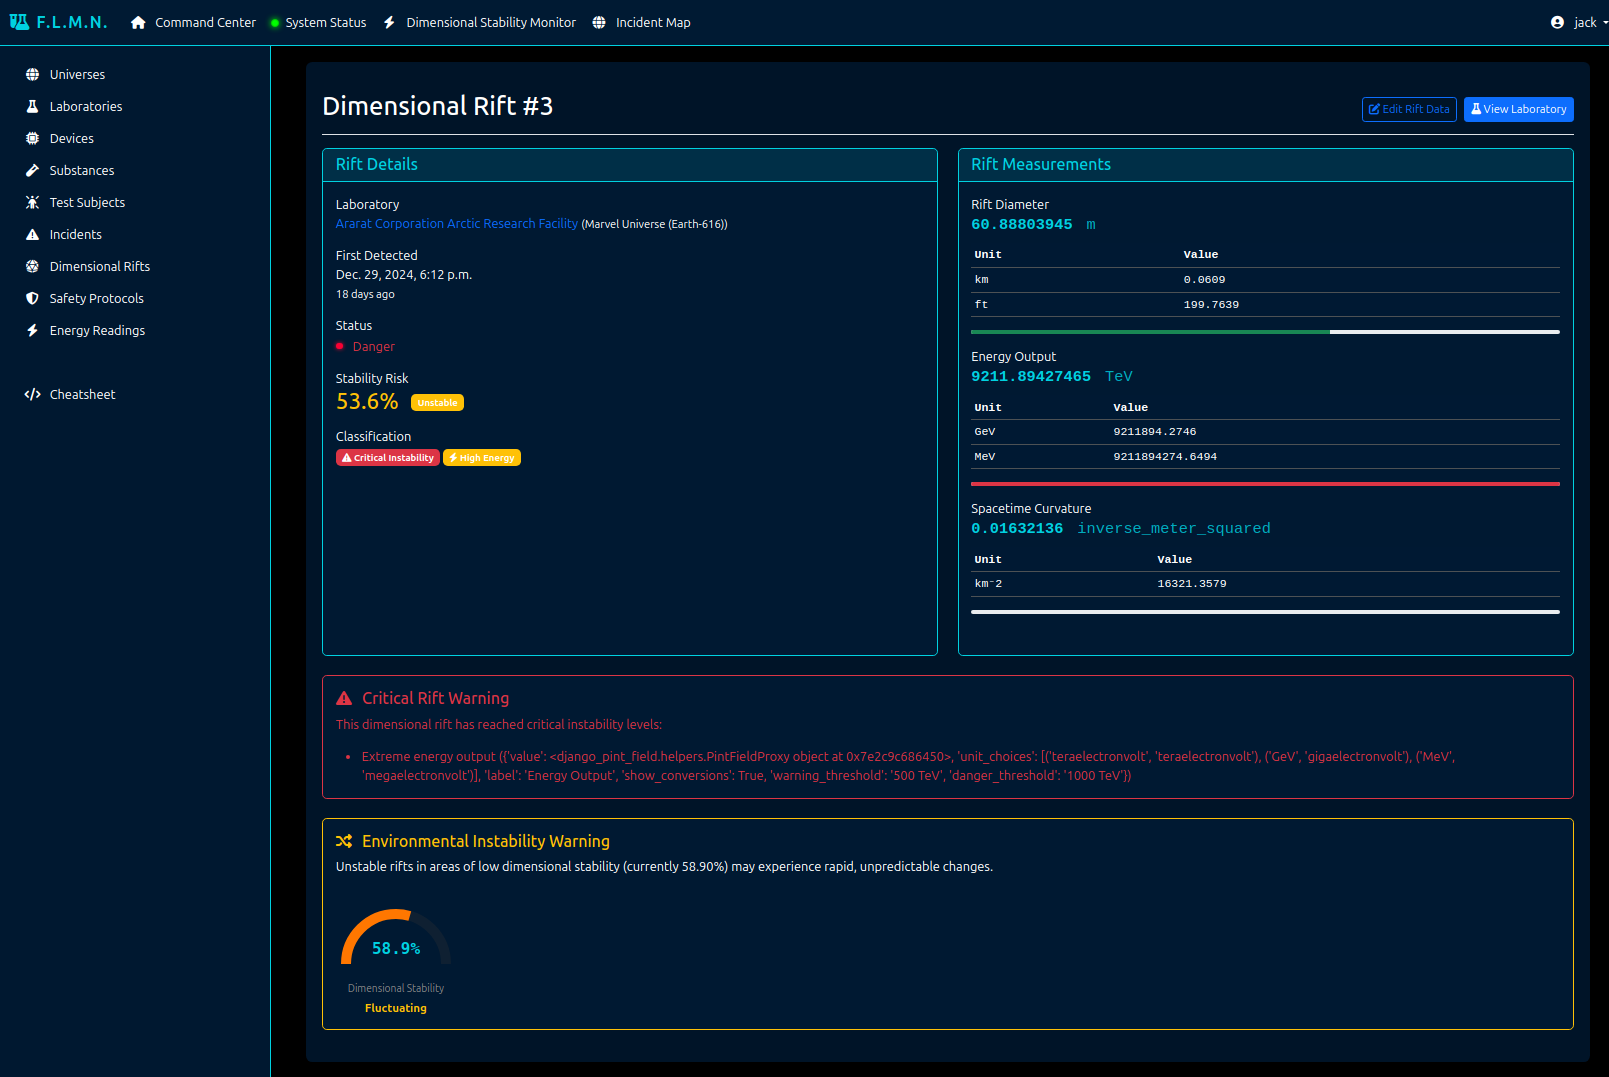 F.L.M.N.
Command Center
System Status
Dimensional Stability Monitor
Incident Map
jack
Universes
Laboratories
Devices
Substances
Test Subjects
Incidents
Dimensional Rifts
Safety Protocols
Energy Readings
Cheatsheet
Dimensional Rift #3
Edit Rift Data
View Laboratory
Rift Details
Laboratory
Ararat Corporation Arctic Research Facility (Marvel Universe (Earth-616))
First Detected
Dec. 29, 2024, 6:12 p.m.
18 days ago
Status
Danger
Stability Risk
53.6% Unstable
Classification
Critical Instability High Energy
Rift Measurements
Rift Diameter
60.88803945 m
Unit Value
km 0.0609
ft 199.7639
Energy Output
9211.89427465 TeV
Unit Value
GeV 9211894.2746
MeV 9211894274.6494
Spacetime Curvature
0.01632136 inverse_meter_squared
Unit Value
km⁻2 16321.3579
Critical Rift Warning
This dimensional rift has reached critical instability levels:
• Extreme energy output ({'value': <django_pint_field.helpers.PintFieldProxy object at 0x7e2c9c686450>, 'unit_choices': [('teraelectronvolt', 'teraelectronvolt'), ('GeV', 'gigaelectronvolt'), ('MeV',
'megaelectronvolt')], 'label': 'Energy Output', 'show_conversions': True, 'warning_threshold': '500 TeV', 'danger_threshold': '1000 TeV'})
Environmental Instability Warning
Unstable rifts in areas of low dimensional stability (currently 58.90%) may experience rapid, unpredictable changes.
58.9%
Dimensional Stability
Fluctuating